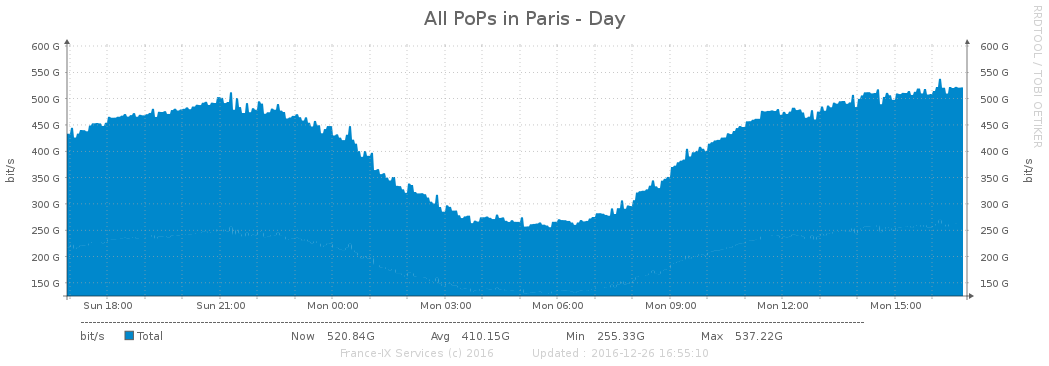 All PoPs in Paris - Day
RRDTOOL / TOBI OETIKER
600 G 600 G
550 G 550 G
500 G 500 G
450 G 450 G
400 G 400 G
350 G 350 G
300 G 300 G
250 G 250 G
200 G 200 G
150 G 150 G
bit/s bit/s
Sun 18:00 Sun 21:00 Mon 00:00 Mon 03:00 Mon 06:00 Mon 09:00 Mon 12:00 Mon 15:00
bit/s Total Now 520.84G Avg 410.15G Min 255.33G Max 537.22G
France-IX Services (c) 2016 Updated : 2016-12-26 16:55:10